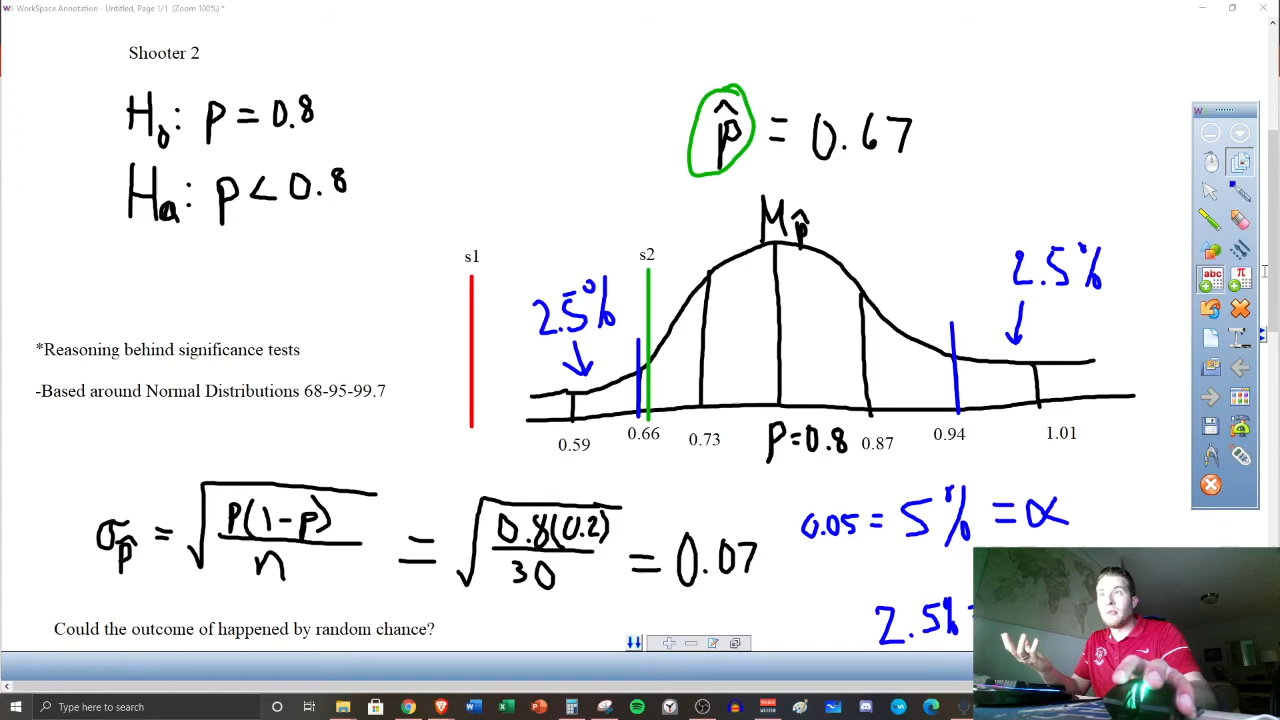 WorkSpace Annotation - Untitled, Page 1/1 (Zoom 100%) *
Shooter 2
H₀: p = 0.8
Hₐ: p < 0.8
p̂ = 0.67
Mp̂
s1
s2
2.5%
2.5%
*Reasoning behind significance tests
-Based around Normal Distributions 68-95-99.7
0.59
0.66
0.73
P=0.8
0.87
0.94
1.01
σp̂ = √(P(1-p)/n) = √(0.8(0.2)/30) = 0.07
0.05 = 5% = α
2.5%
Could the outcome of happened by random chance?
abc
π
Type here to search